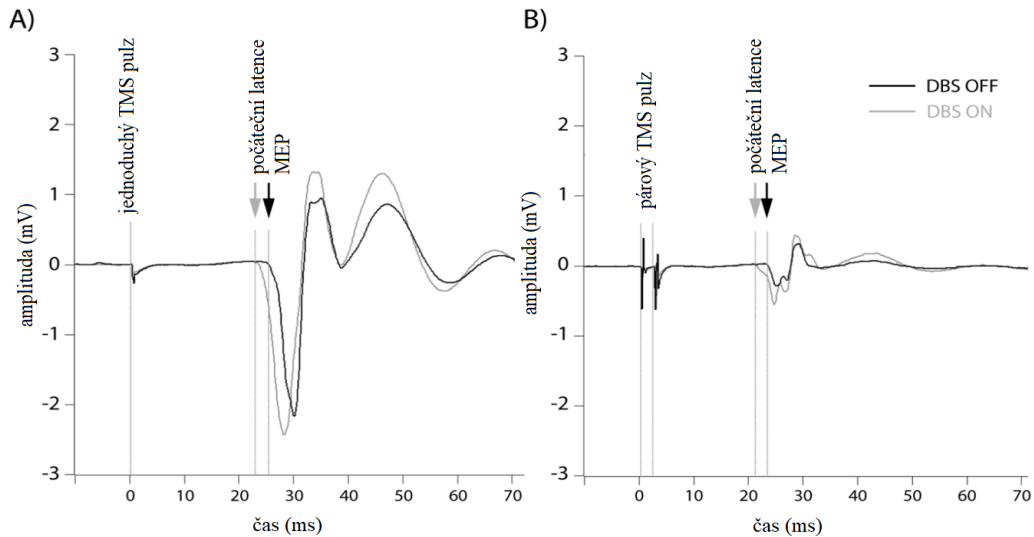 A)
3
2
1
0
-1
-2
-3
amplituda (mV)
jednoduchý TMS pulz
počáteční latence
MEP
0
10
20
30
40
50
60
70
čas (ms)
B)
3
2
1
0
-1
-2
-3
amplituda (mV)
párový TMS pulz
počáteční latence
MEP
DBS OFF
DBS ON
0
10
20
30
40
50
60
70
čas (ms)